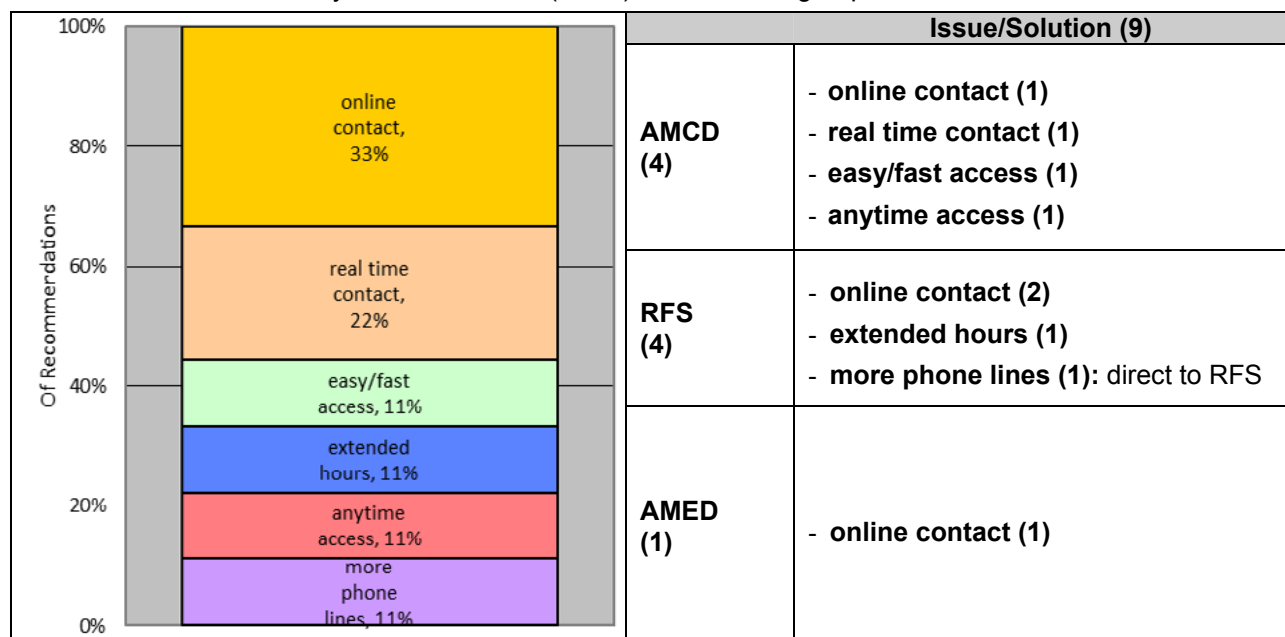 100%
80%
60%
40%
20%
0%
Of Recommendations
online
contact,
33%
real time
contact,
22%
easy/fast
access, 11%
extended
hours, 11%
anytime
access, 11%
more
phone
lines, 11%
Issue/Solution (9)
AMCD
(4)
- online contact (1)
- real time contact (1)
- easy/fast access (1)
- anytime access (1)
RFS
(4)
- online contact (2)
- extended hours (1)
- more phone lines (1): direct to RFS
AMED
(1)
- online contact (1)